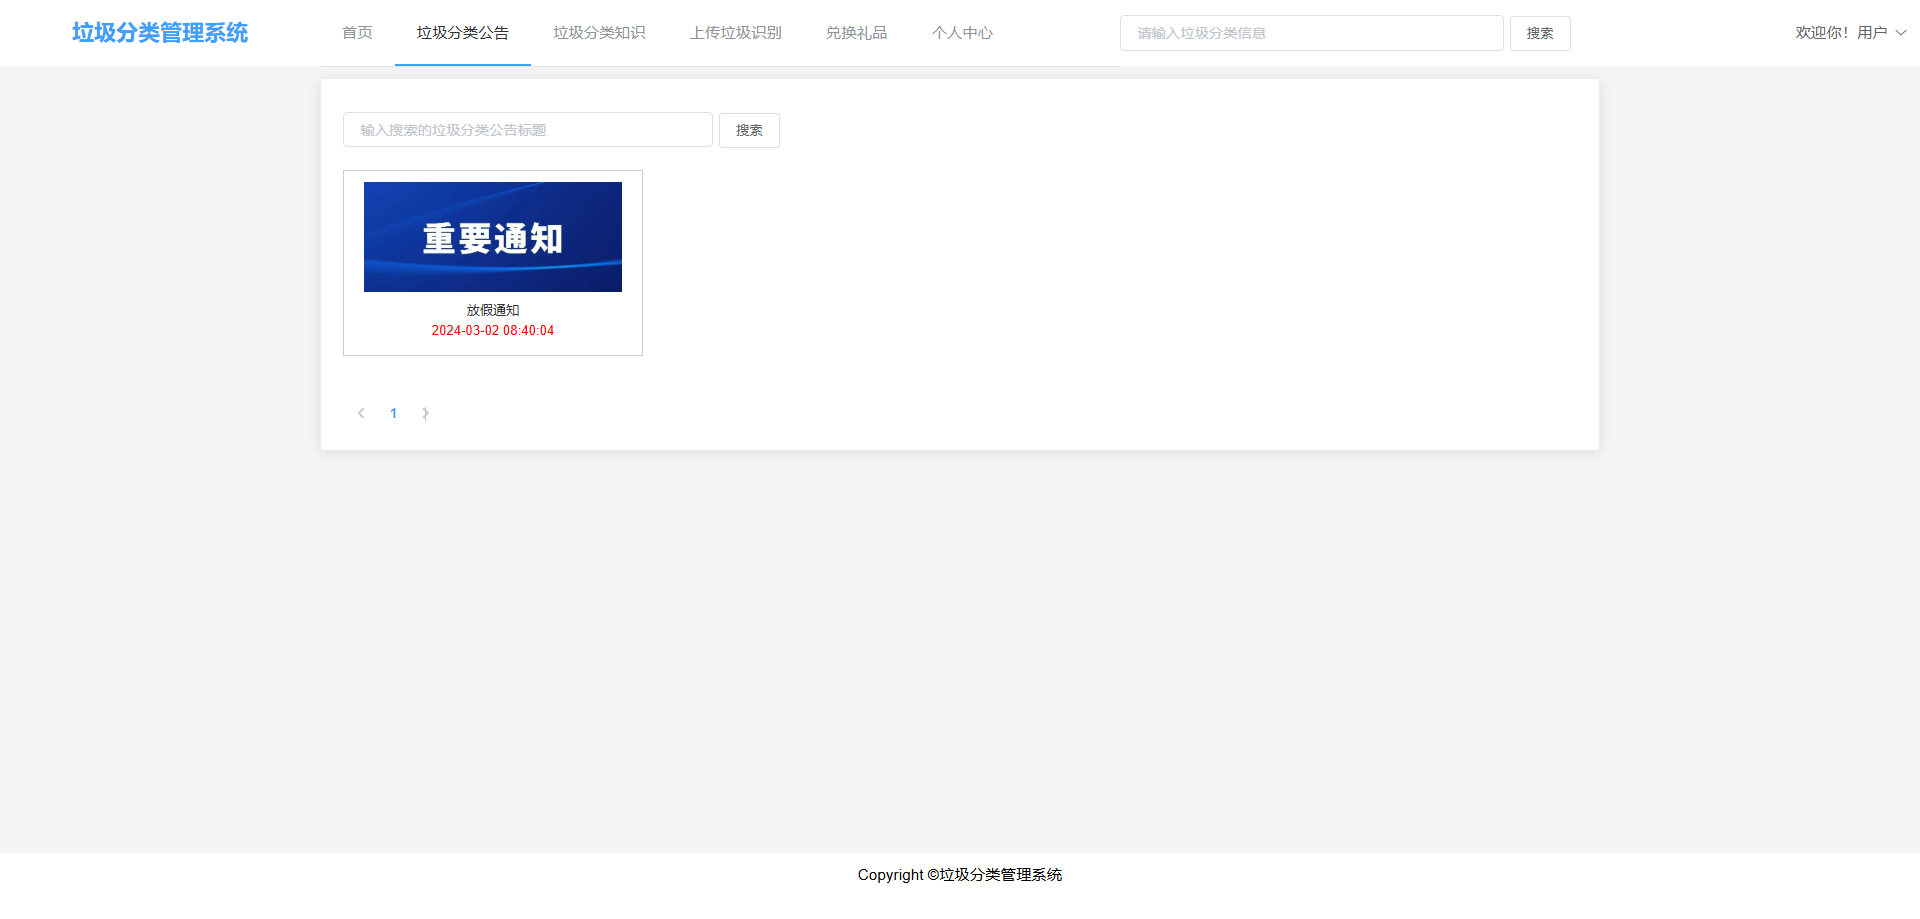 垃圾分类管理系统
首页 垃圾分类公告 垃圾分类知识 上传垃圾识别 兑换礼品 个人中心
请输入垃圾分类信息 搜索
欢迎你！用户
输入搜索的垃圾分类公告标题 搜索
重要通知
放假通知
2024-03-02 08:40:04
1
Copyright ©垃圾分类管理系统